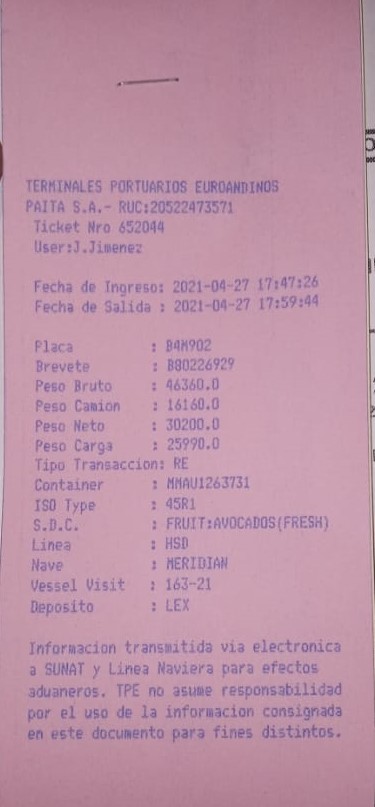 TERMINALES PORTUARIOS EUROANDINOS
PAITA S.A.- RUC:20522473571
Ticket Nro 652044
User:J.Jimenez
Fecha de Ingreso: 2021-04-27 17:47:26
Fecha de Salida : 2021-04-27 17:59:44
Placa : B4M902
Brevete : B80226929
Peso Bruto : 46360.0
Peso Camion : 16160.0
Peso Neto : 30200.0
Peso Carga : 25990.0
Tipo Transaccion: RE
Container : MNAU1263731
ISO Type : 45R1
S.D.C. : FRUIT:AVOCADOS(FRESH)
Linea : HSD
Nave : MERIDIAN
Vessel Visit : 163-21
Deposito : LEX
Informacion transmitida via electronica
a SUNAT y Linea Naviera para efectos
aduaneros. TPE no asume responsabilidad
por el uso de la informacion consignada
en este documento para fines distintos.